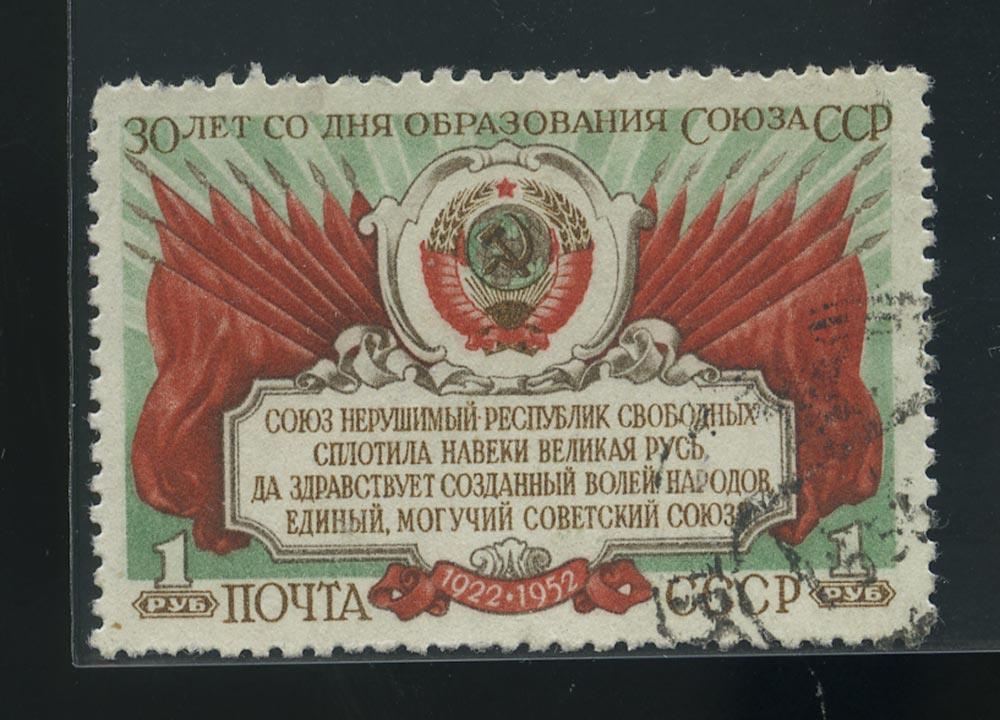 30 ЛЕТ СО ДНЯ ОБРАЗОВАНИЯ СОЮЗА ССР
СОЮЗ НЕРУШИМЫЙ РЕСПУБЛИК СВОБОДНЫХ
СПЛОТИЛА НАВЕКИ ВЕЛИКАЯ РУСЬ.
ДА ЗДРАВСТВУЕТ СОЗДАННЫЙ ВОЛЕЙ НАРОДОВ,
ЕДИНЫЙ, МОГУЧИЙ СОВЕТСКИЙ СОЮЗ!
1 РУБ
ПОЧТА
1922·1952
СССР
1 РУБ